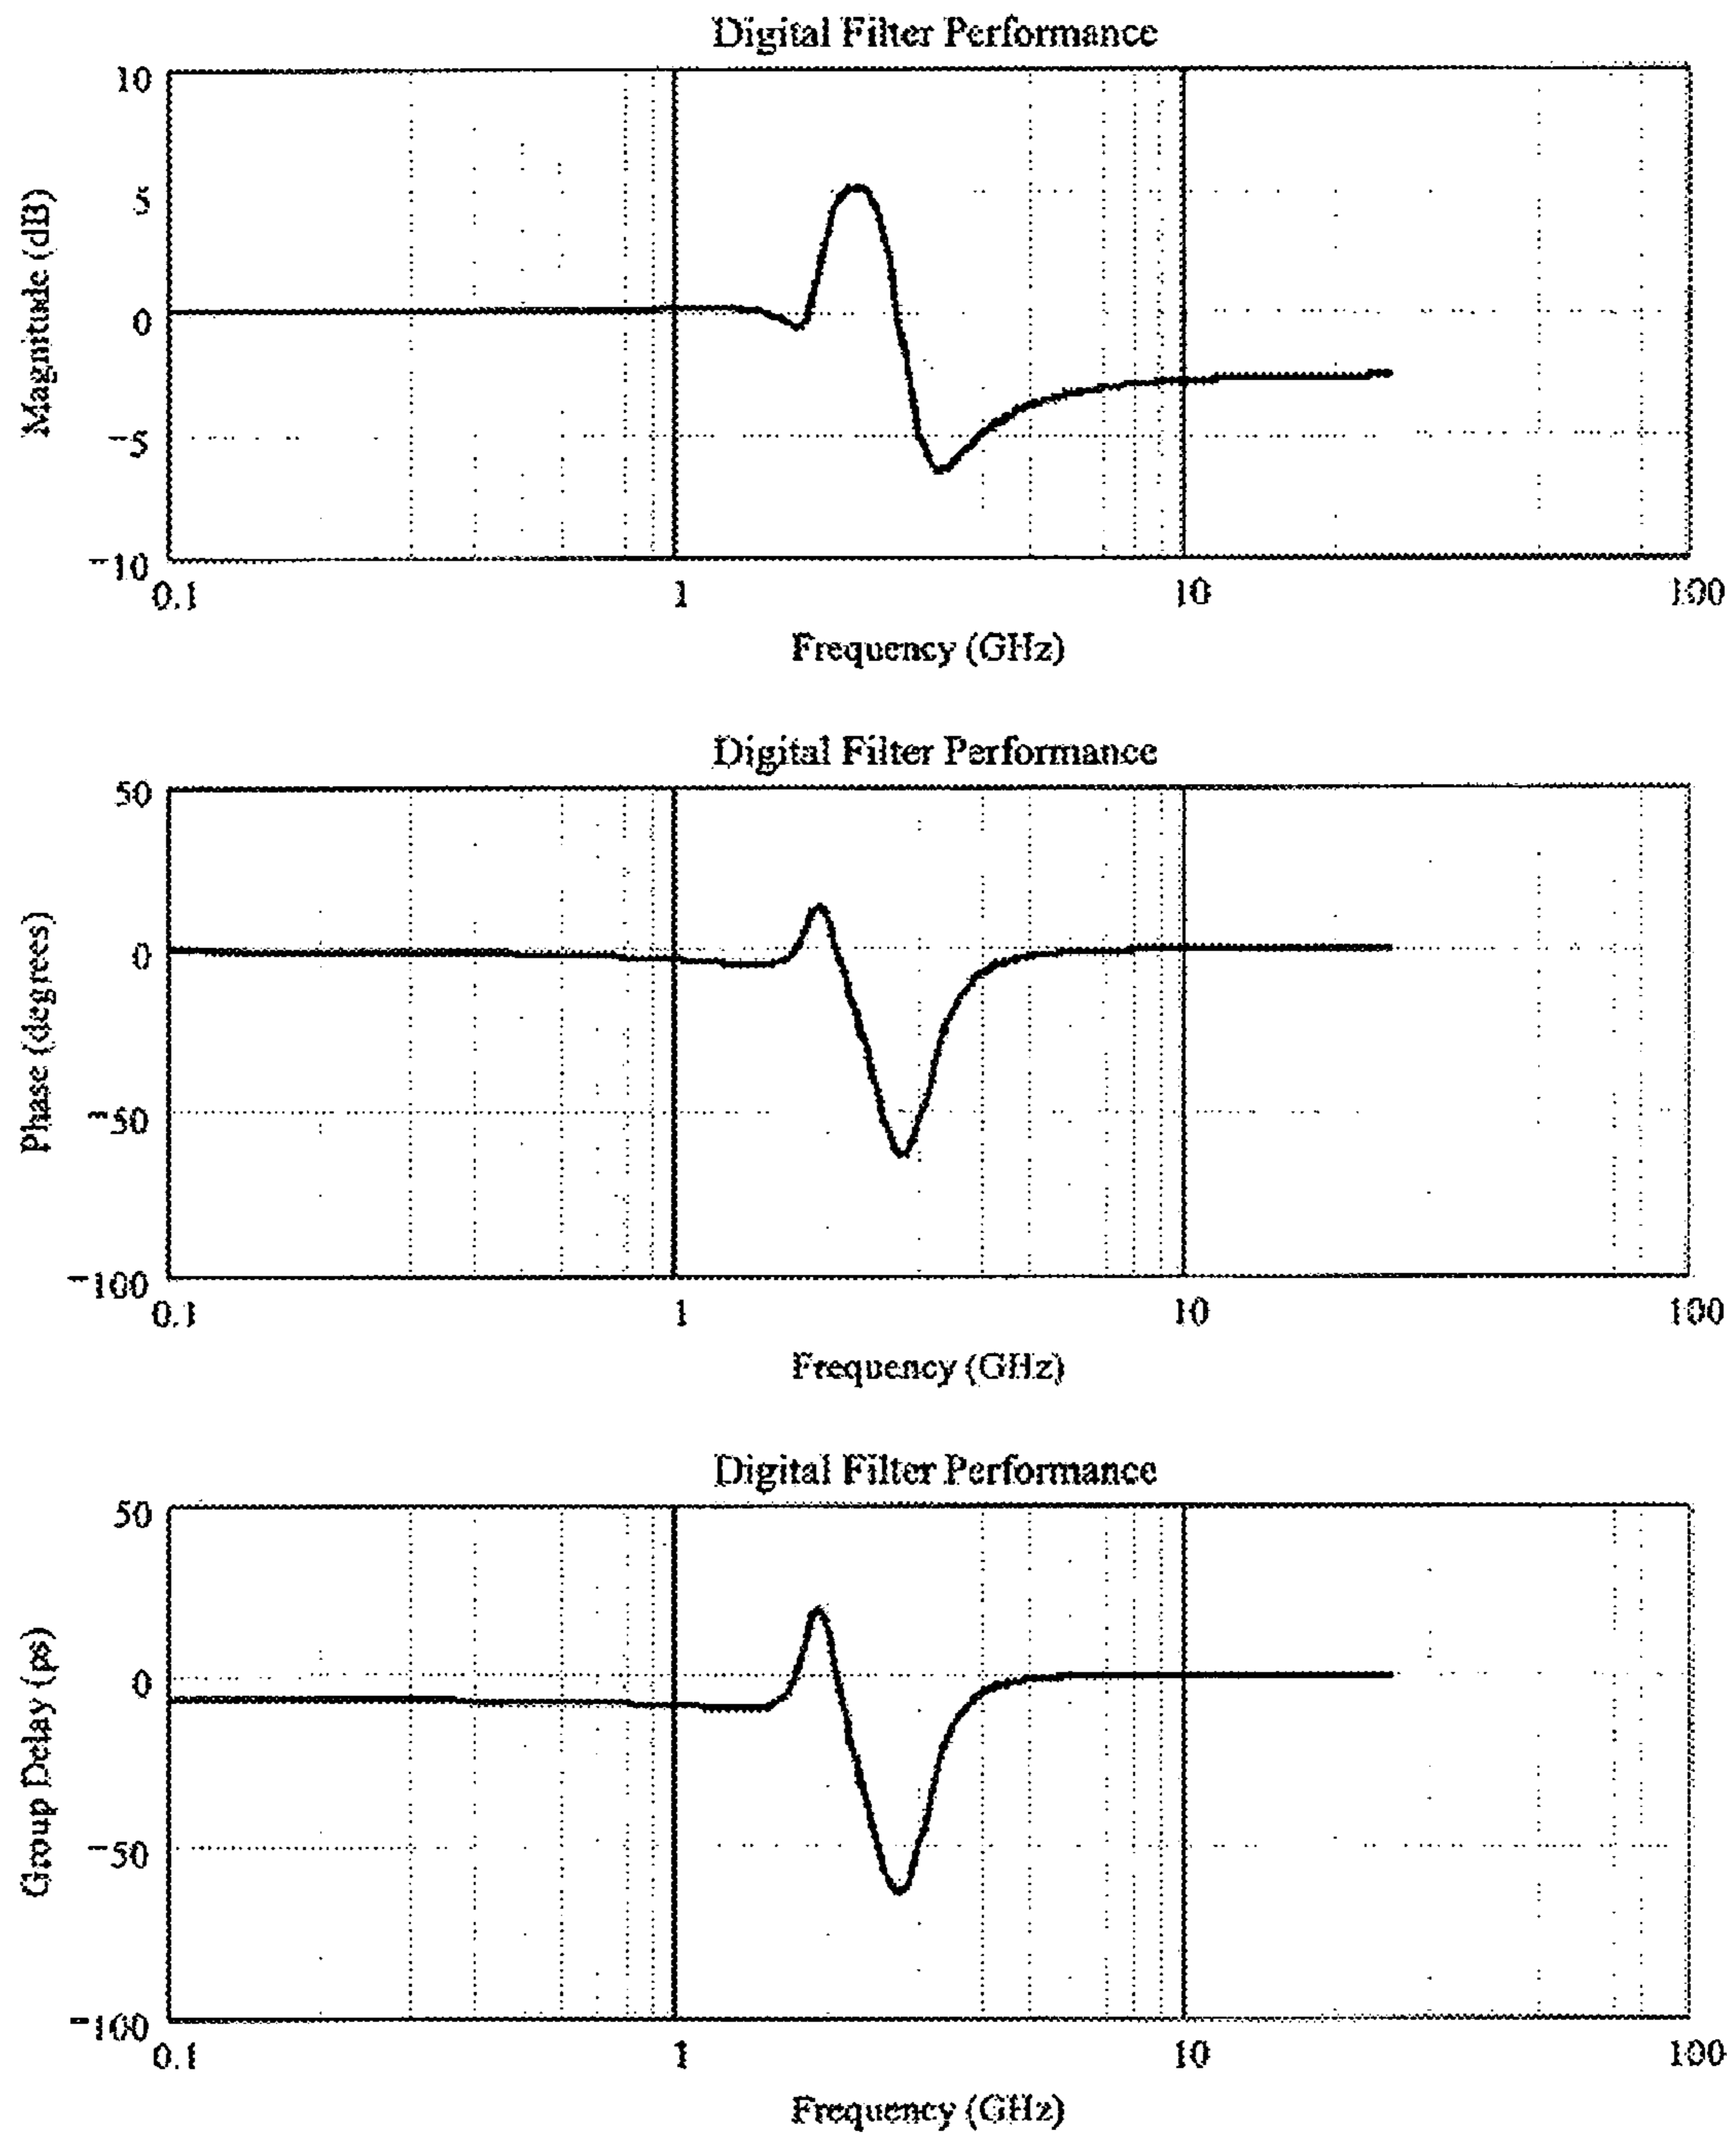 Digital Filter Performance
10
5
0
−5
−10
Magnitude (dB)
0.1 1 10 100
Frequency (GHz)
Digital Filter Performance
50
0
−50
−100
Phase (degrees)
0.1 1 10 100
Frequency (GHz)
Digital Filter Performance
50
0
−50
−100
Group Delay (ps)
0.1 1 10 100
Frequency (GHz)